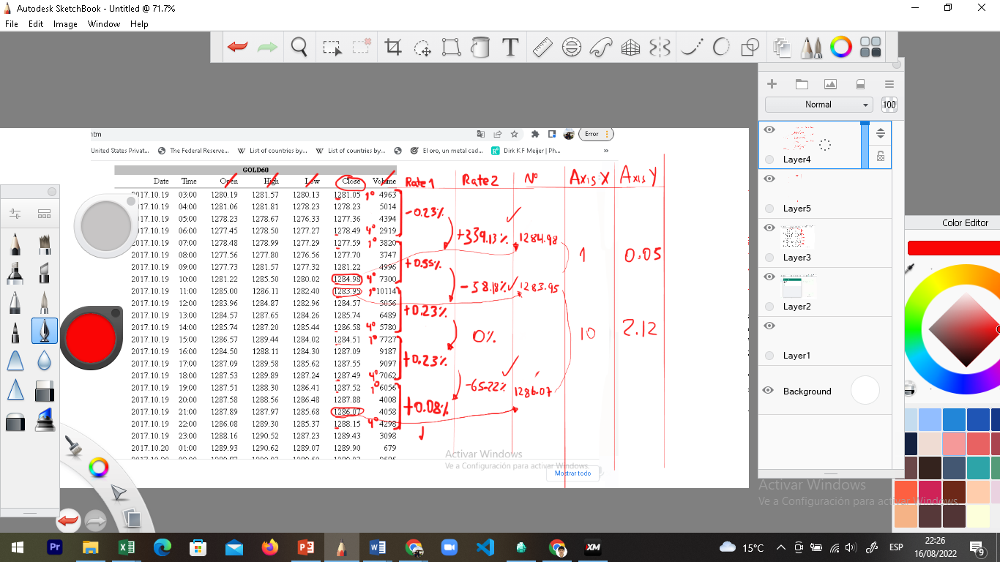 Autodesk SketchBook - Untitled @ 71.7%
File Edit Image Window Help
Normal 100
Layer4
Layer5
Layer3
Layer2
Layer1
Background
Color Editor
ntm
Error
United States Privat... The Federal Reserve... List of countries by... List of countries by... El oro, un metal cad... Dirk K F Meijer | Ph... »
GOLD60
Date Time Open High Low Close Volume Rate 1 Rate 2 Nº Axis X Axis Y
2017.10.19 03:00 1280.19 1281.57 1280.13 1281.05 1º 4963
2017.10.19 04:00 1281.06 1281.81 1278.23 1278.23 5014
-0.23%
2017.10.19 05:00 1278.23 1278.67 1276.33 1277.36 4394
2017.10.19 06:00 1277.45 1278.50 1277.27 1278.49 4º 2919
+339.13% 1284.98
2017.10.19 07:00 1278.48 1278.99 1277.29 1277.59 1º 3820
2017.10.19 08:00 1277.56 1277.80 1276.56 1277.70 3747
1 0.05
2017.10.19 09:00 1277.73 1281.57 1277.32 1281.22 4996
+0.55%
2017.10.19 10:00 1281.22 1285.50 1280.02 1284.98 4º 7300
-58.18% 1283.95
2017.10.19 11:00 1285.00 1286.11 1282.40 1283.95 1º 10114
2017.10.19 12:00 1283.96 1284.87 1282.96 1284.57 5056
+0.23%
2017.10.19 13:00 1284.57 1287.65 1284.26 1285.74 6489
2017.10.19 14:00 1285.74 1287.20 1285.44 1286.58 4º 5780
0% 10 2.12
2017.10.19 15:00 1286.57 1289.44 1284.02 1284.51 1º 7727
2017.10.19 16:00 1284.50 1288.11 1284.30 1287.09 9187
+0.23%
2017.10.19 17:00 1287.09 1289.58 1285.62 1287.55 9097
2017.10.19 18:00 1287.53 1289.89 1287.24 1287.49 4º 7062
2017.10.19 19:00 1287.51 1288.30 1286.41 1287.52 1º 6056
-65.22% 1286.07
2017.10.19 20:00 1287.58 1288.56 1286.48 1287.88 4008
+0.08%
2017.10.19 21:00 1287.89 1287.97 1285.68 1286.07 4058
2017.10.19 22:00 1286.08 1289.30 1285.37 1288.15 4º 4298
2017.10.19 23:00 1288.16 1290.52 1287.23 1289.43 3098
2017.10.20 01:00 1289.93 1290.62 1289.07 1289.90 679
Activar Windows
Ve a Configuración para activar Windows.
Mostrar todo
Activar Windows
Ve a Configuración para activar Windows.
15°C ESP 22:26
16/08/2022 9